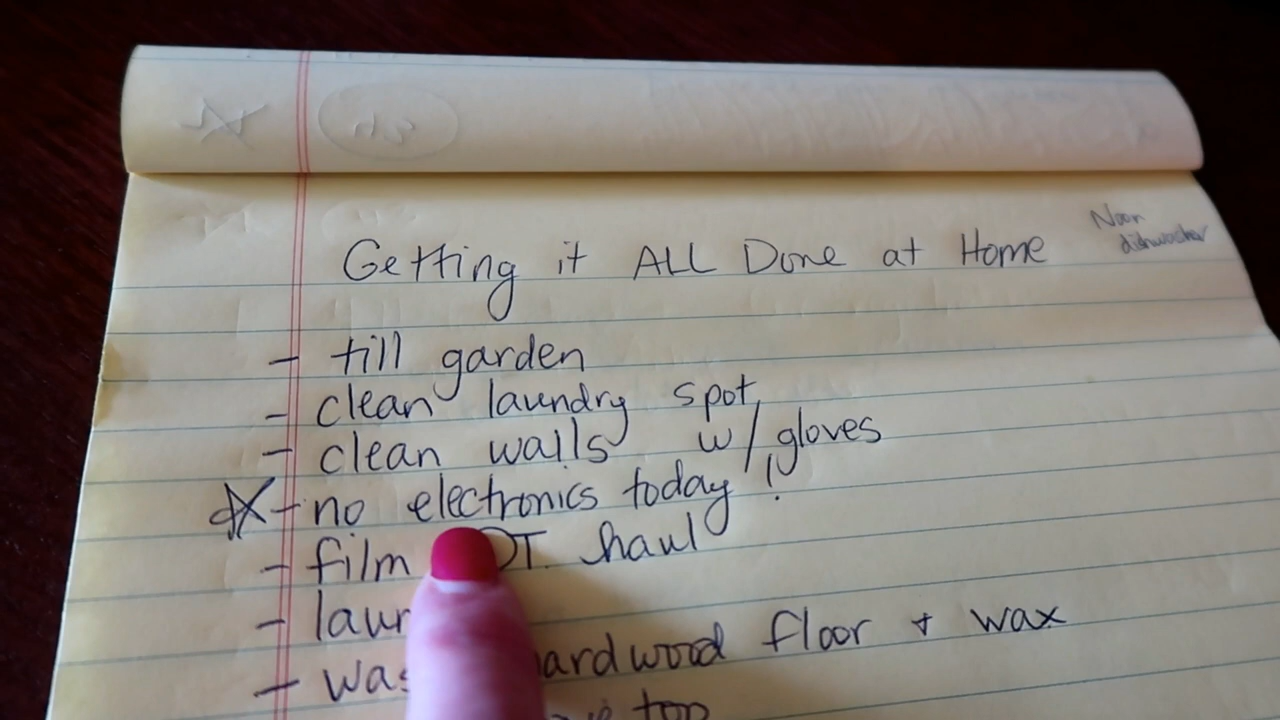 Noon
dishwasher
Getting it ALL Done at Home
- till garden
- clean laundry spot
- clean walls w/ gloves
- no electronics today!
- film haul
-
- hardwood floor + wax
top